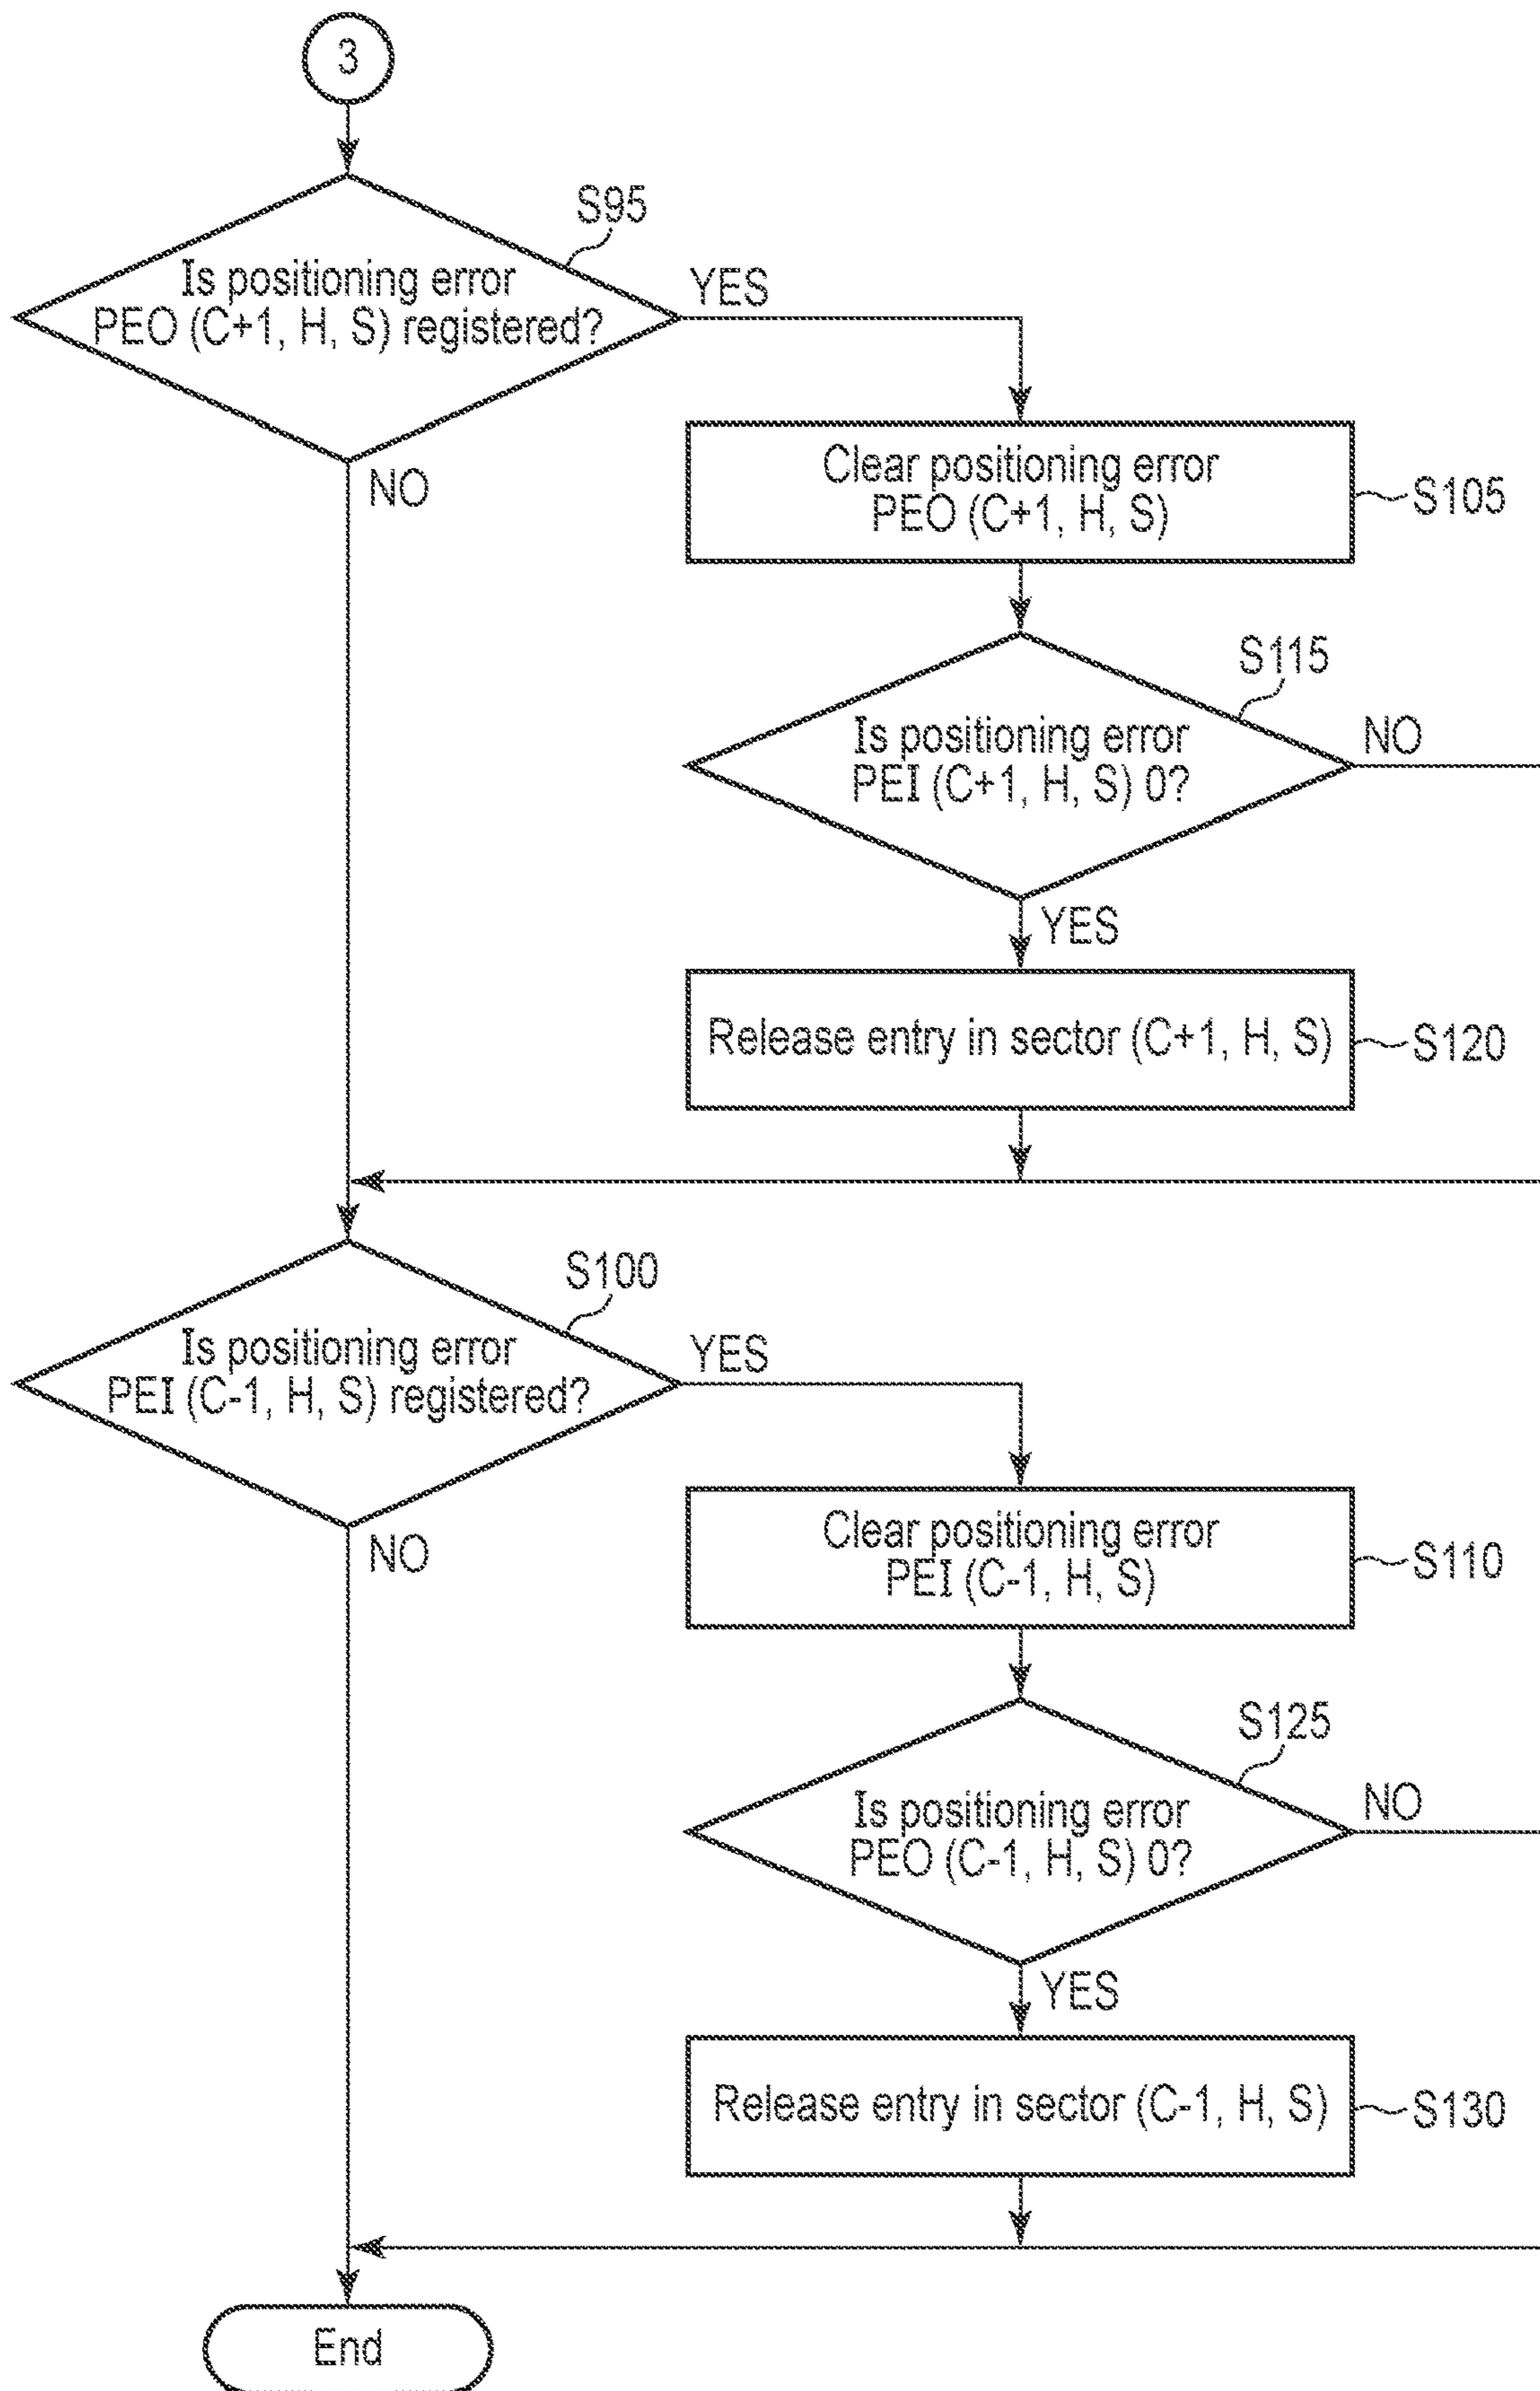 3
S95
Is positioning error
PEO (C+1, H, S) registered?
YES
NO
Clear positioning error
PEO (C+1, H, S)
S105
S115
Is positioning error
PEI (C+1, H, S) 0?
NO
YES
Release entry in sector (C+1, H, S)
S120
S100
Is positioning error
PEI (C-1, H, S) registered?
YES
NO
Clear positioning error
PEI (C-1, H, S)
S110
S125
Is positioning error
PEO (C-1, H, S) 0?
NO
YES
Release entry in sector (C-1, H, S)
S130
End